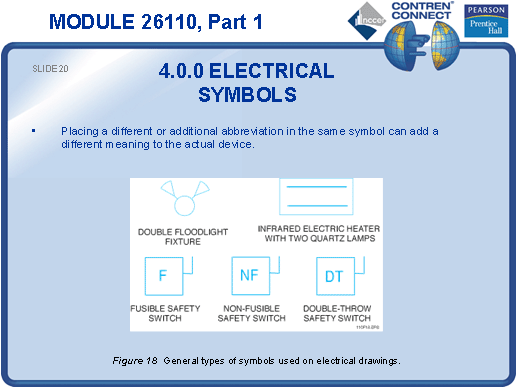 MODULE 26110, Part 1
nccer
CONTREN®
CONNECT
PEARSON
Prentice
Hall
SLIDE 20
4.0.0 ELECTRICAL
SYMBOLS
• Placing a different or additional abbreviation in the same symbol can add a
different meaning to the actual device.
DOUBLE FLOODLIGHT
FIXTURE
INFRARED ELECTRIC HEATER
WITH TWO QUARTZ LAMPS
F
NF
DT
FUSIBLE SAFETY
SWITCH
NON-FUSIBLE
SAFETY SWITCH
DOUBLE-THROW
SAFETY SWITCH
Figure 18 General types of symbols used on electrical drawings.